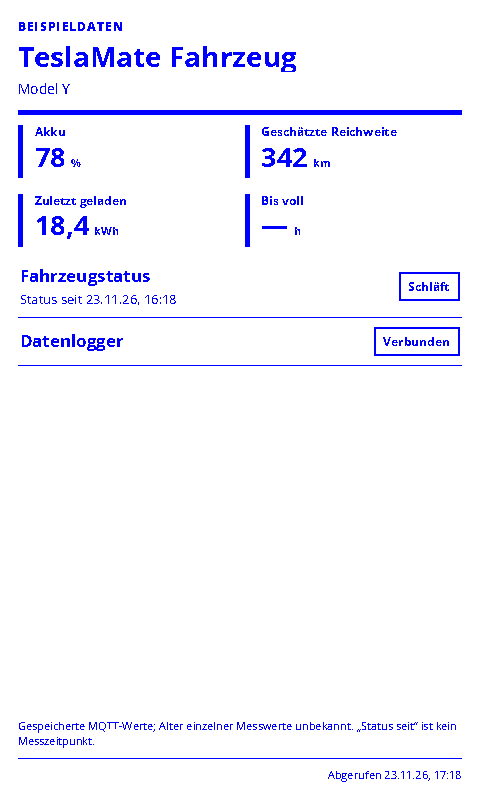 BEISPIELDATEN
TeslaMate Fahrzeug
Model Y
Akku
78 %
Geschätzte Reichweite
342 km
Zuletzt geladen
18,4 kWh
Bis voll
— h
Fahrzeugstatus
Status seit 23.11.26, 16:18
Schläft
Datenlogger
Verbunden
Gespeicherte MQTT-Werte; Alter einzelner Messwerte unbekannt. „Status seit“ ist kein
Messzeitpunkt.
Abgerufen 23.11.26, 17:18